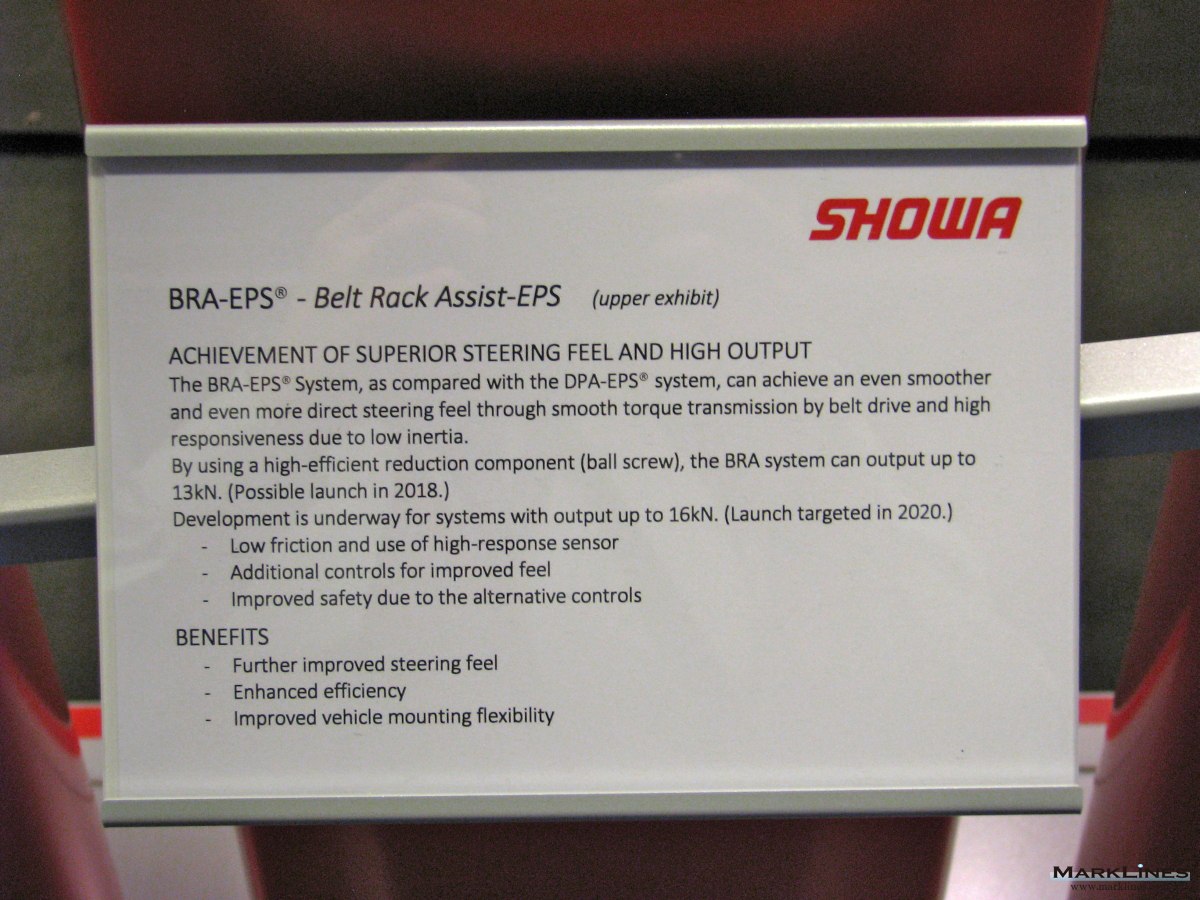 SHOWA
BRA-EPS® - Belt Rack Assist-EPS (upper exhibit)
ACHIEVEMENT OF SUPERIOR STEERING FEEL AND HIGH OUTPUT
The BRA-EPS® System, as compared with the DPA-EPS® system, can achieve an even smoother
and even more direct steering feel through smooth torque transmission by belt drive and high
responsiveness due to low inertia.
By using a high-efficient reduction component (ball screw), the BRA system can output up to
13kN. (Possible launch in 2018.)
Development is underway for systems with output up to 16kN. (Launch targeted in 2020.)
- Low friction and use of high-response sensor
- Additional controls for improved feel
- Improved safety due to the alternative controls
BENEFITS
- Further improved steering feel
- Enhanced efficiency
- Improved vehicle mounting flexibility
MARKLINES
www.marklines.com